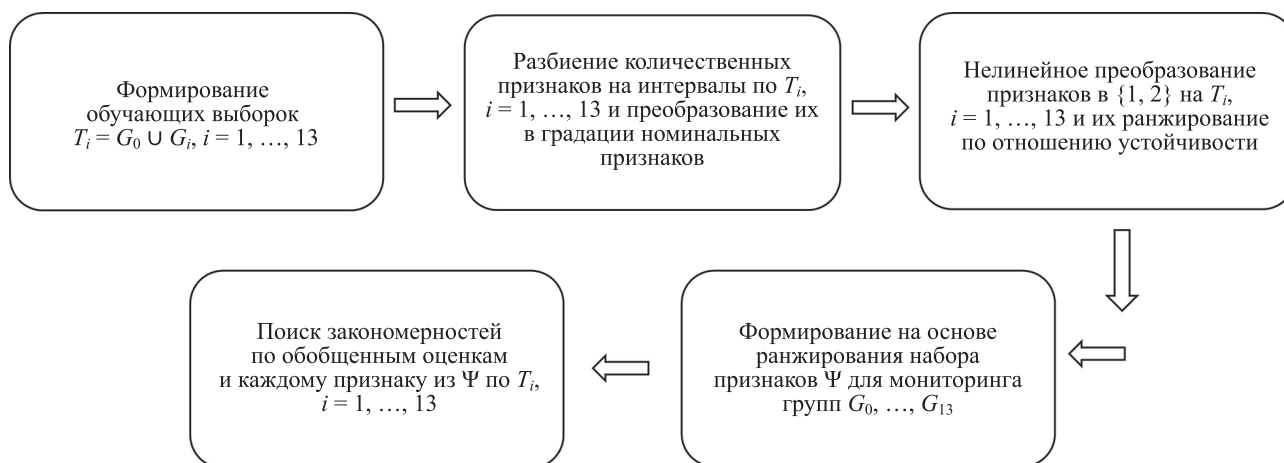 Формирование
обучающих выборок
T_i = G_0 ∪ G_i, i = 1, …, 13
Разбиение количественных
признаков на интервалы по T_i,
i = 1, …, 13 и преобразование их
в градации номинальных
признаков
Нелинейное преобразование
признаков в {1, 2} на T_i,
i = 1, …, 13 и их ранжирование
по отношению устойчивости
Формирование на основе
ранжирования набора
признаков Ψ для мониторинга
групп G_0, …, G_13
Поиск закономерностей
по обобщенным оценкам
и каждому признаку из Ψ по T_i,
i = 1, …, 13